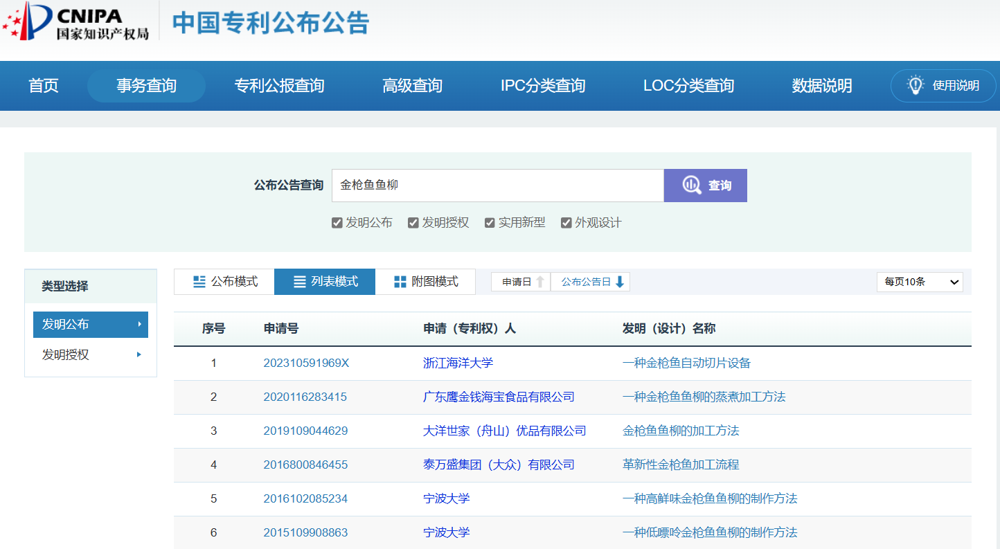 CNIPA
国家知识产权局
中国专利公布公告
首页 事务查询 专利公报查询 高级查询 IPC分类查询 LOC分类查询 数据说明 使用说明
公布公告查询 金枪鱼鱼柳 查询
发明公布 发明授权 实用新型 外观设计
类型选择
发明公布
发明授权
公布模式 列表模式 附图模式 申请日 公布公告日 每页10条
序号 申请号 申请（专利权）人 发明（设计）名称
1 202310591969X 浙江海洋大学 一种金枪鱼自动切片设备
2 2020116283415 广东鹰金钱海宝食品有限公司 一种金枪鱼鱼柳的蒸煮加工方法
3 2019109044629 大洋世家（舟山）优品有限公司 金枪鱼鱼柳的加工方法
4 2016800846455 泰万盛集团（大众）有限公司 革新性金枪鱼加工流程
5 2016102085234 宁波大学 一种高鲜味金枪鱼鱼柳的制作方法
6 2015109908863 宁波大学 一种低嘌呤金枪鱼鱼柳的制作方法